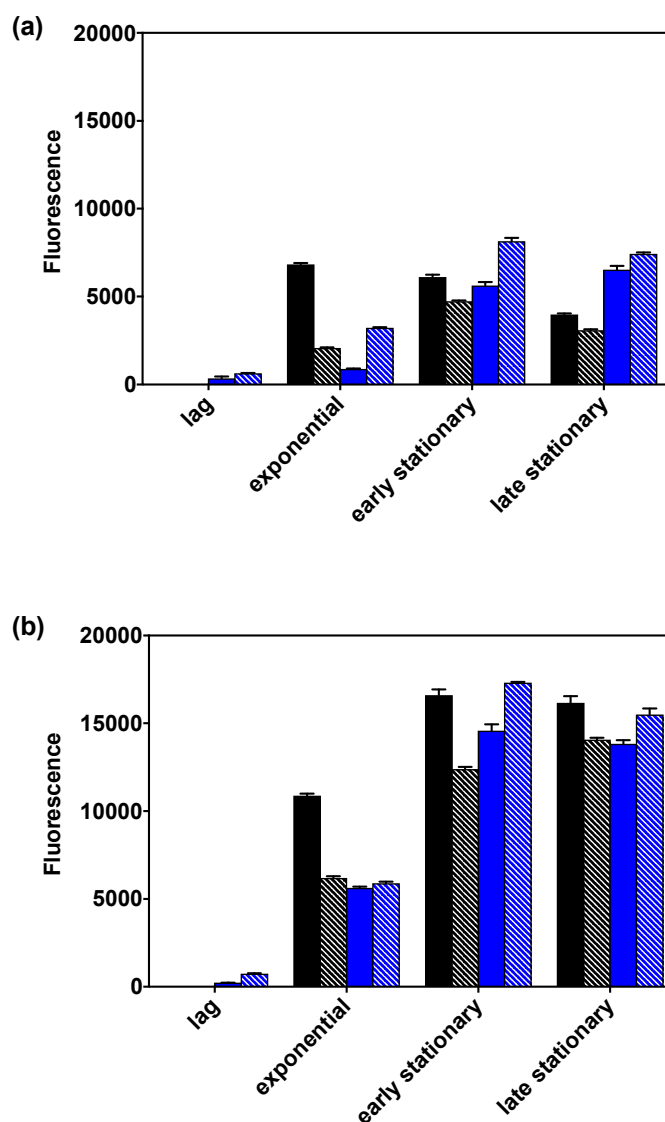 (a)
20000
15000
10000
5000
0
Fluorescence
lag
exponential
early stationary
late stationary
(b)
20000
15000
10000
5000
0
Fluorescence
lag
exponential
early stationary
late stationary